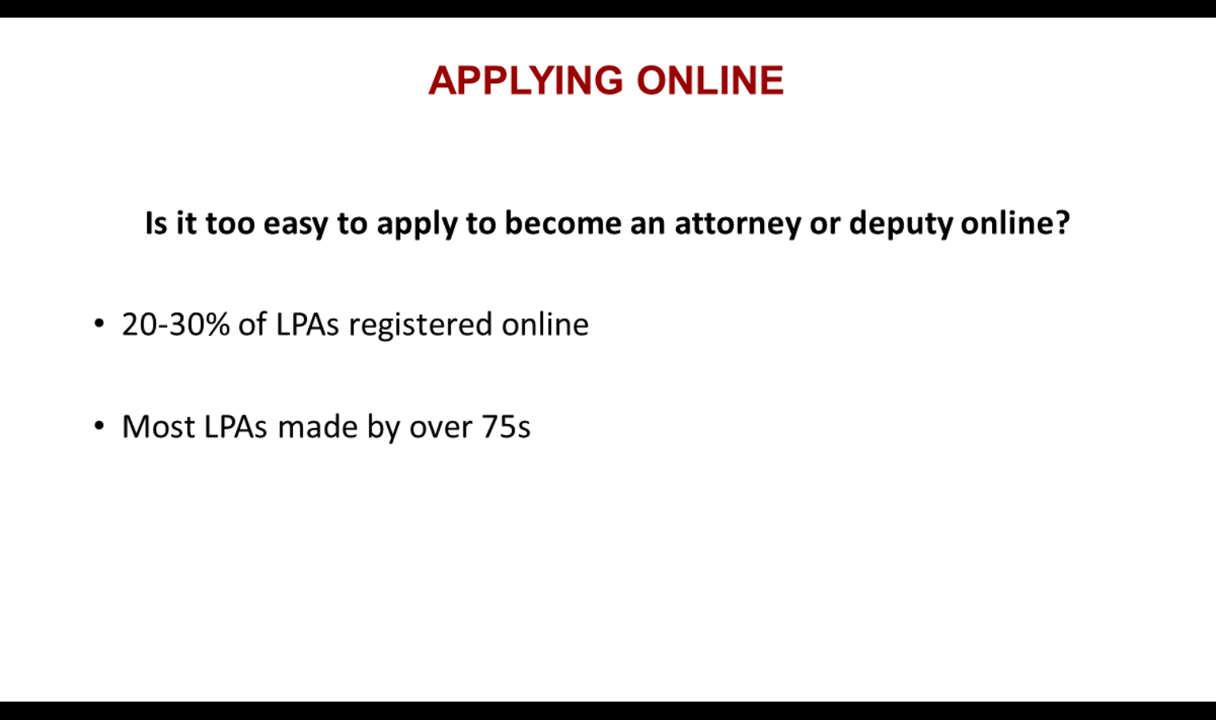 APPLYING ONLINE
Is it too easy to apply to become an attorney or deputy online?
• 20-30% of LPAs registered online
• Most LPAs made by over 75s